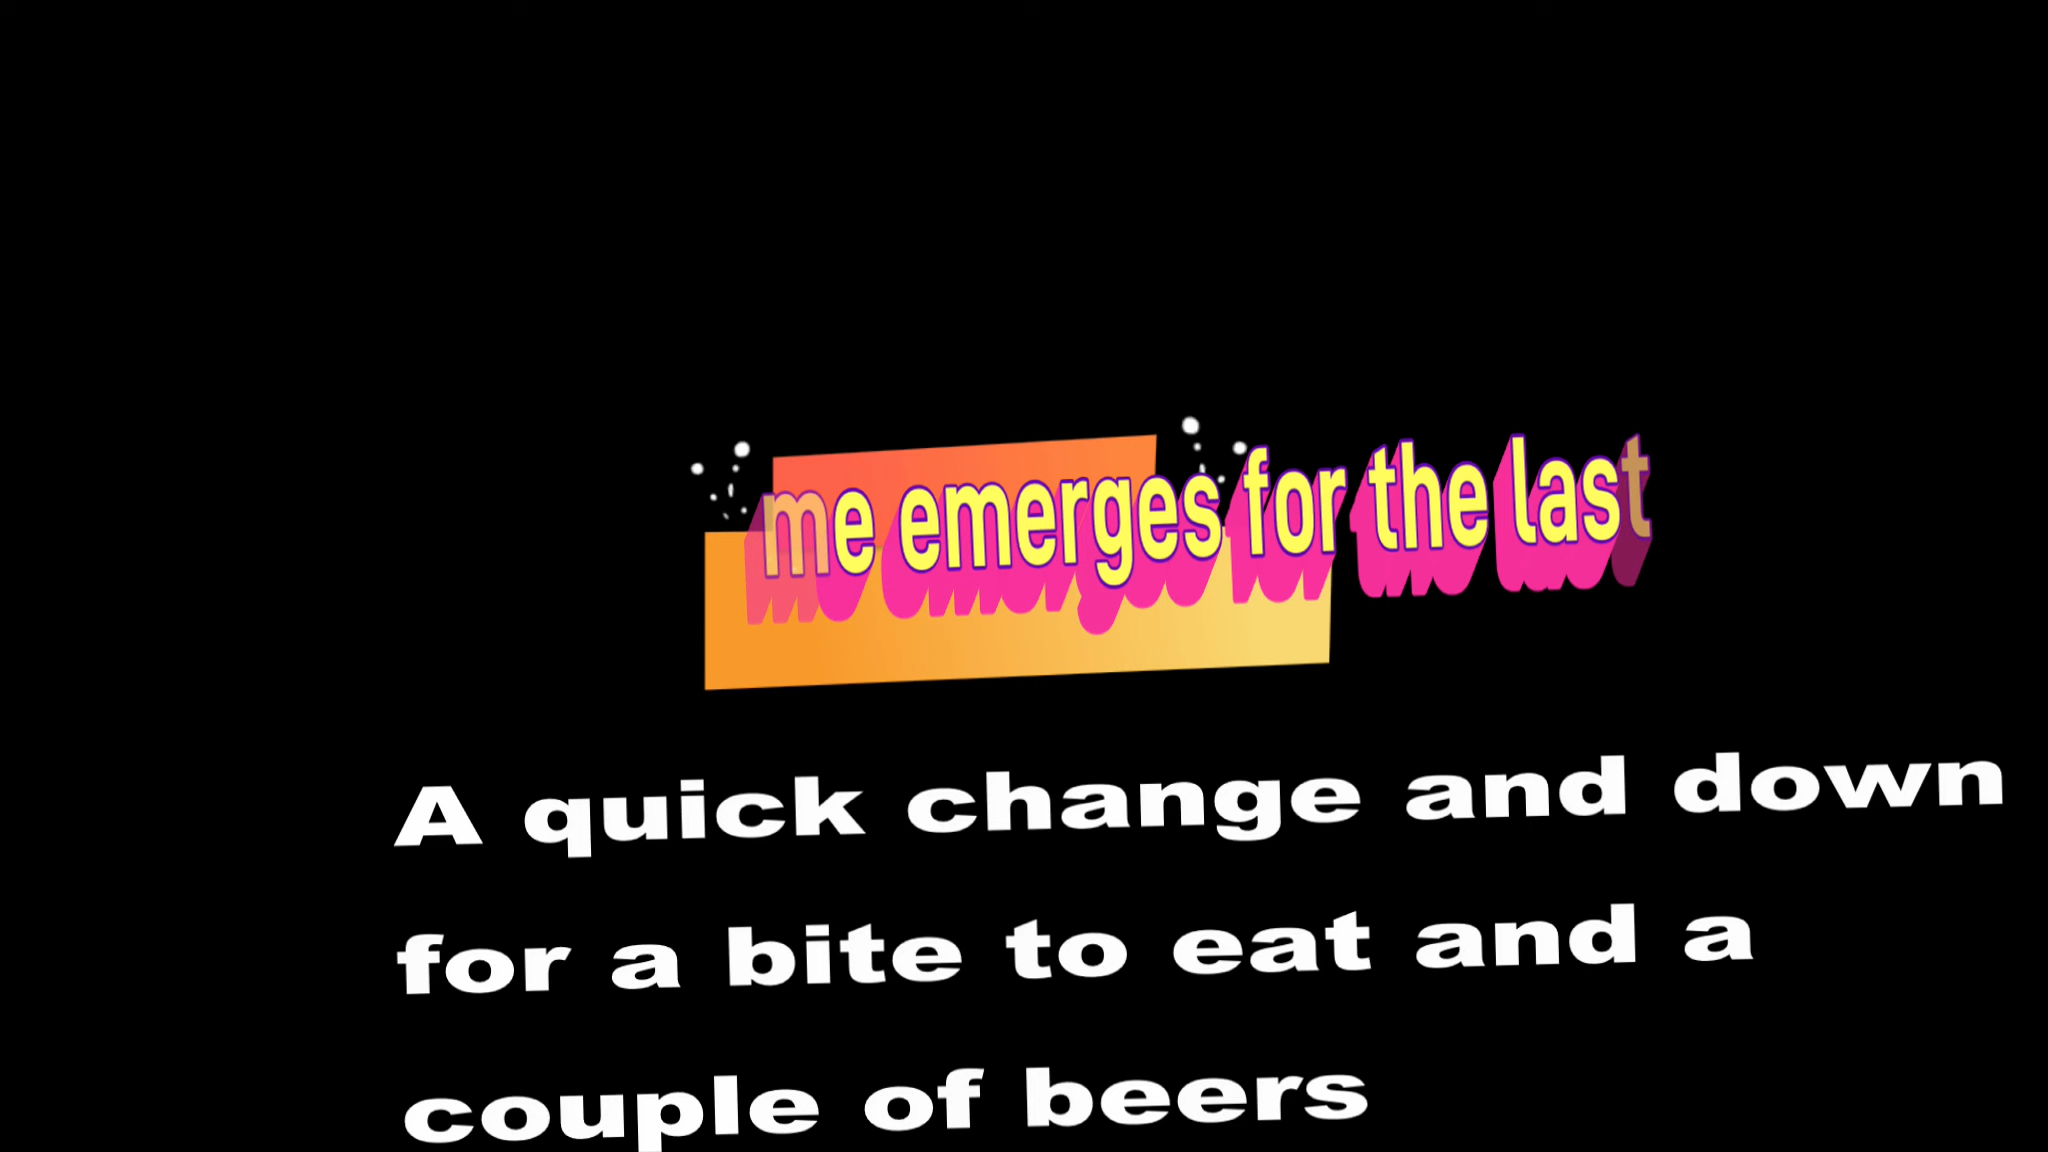 me emerges for the last
A quick change and down
for a bite to eat and a
couple of beers